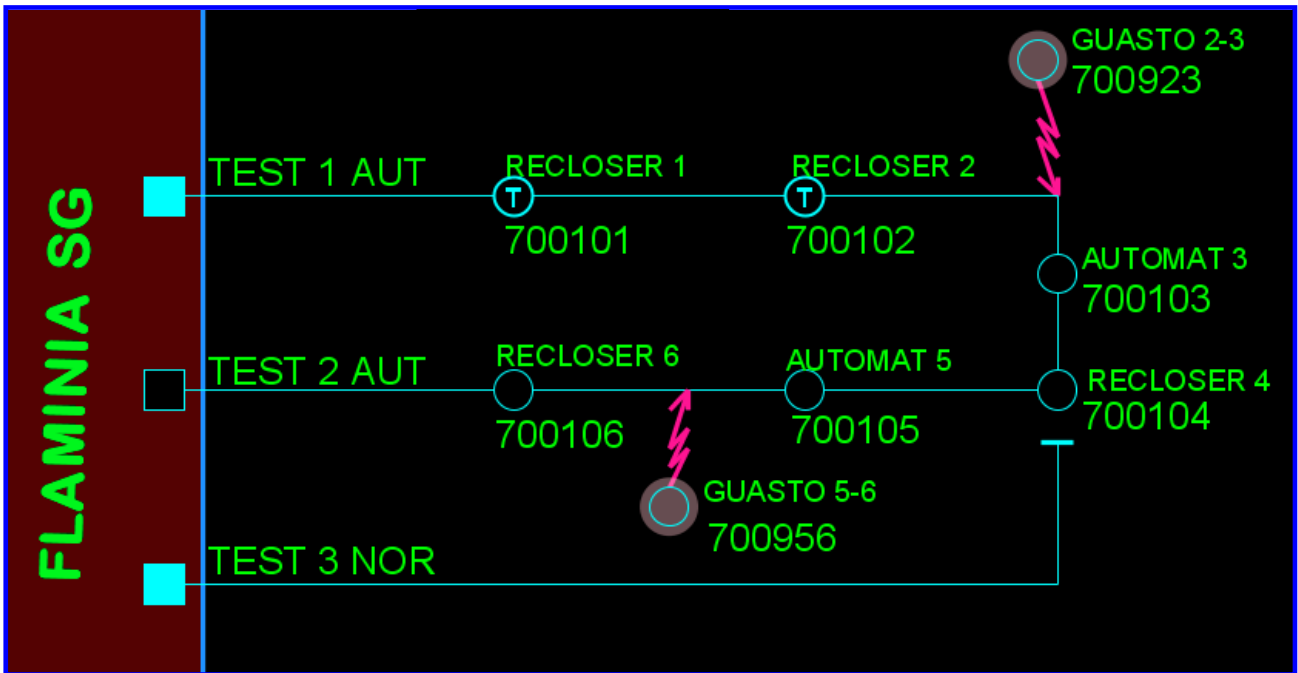 FLAMINIA SG
GUASTO 2-3
700923
TEST 1 AUT
RECLOSER 1
T
700101
RECLOSER 2
T
700102
AUTOMAT 3
700103
TEST 2 AUT
RECLOSER 6
700106
AUTOMAT 5
700105
RECLOSER 4
700104
GUASTO 5-6
700956
TEST 3 NOR